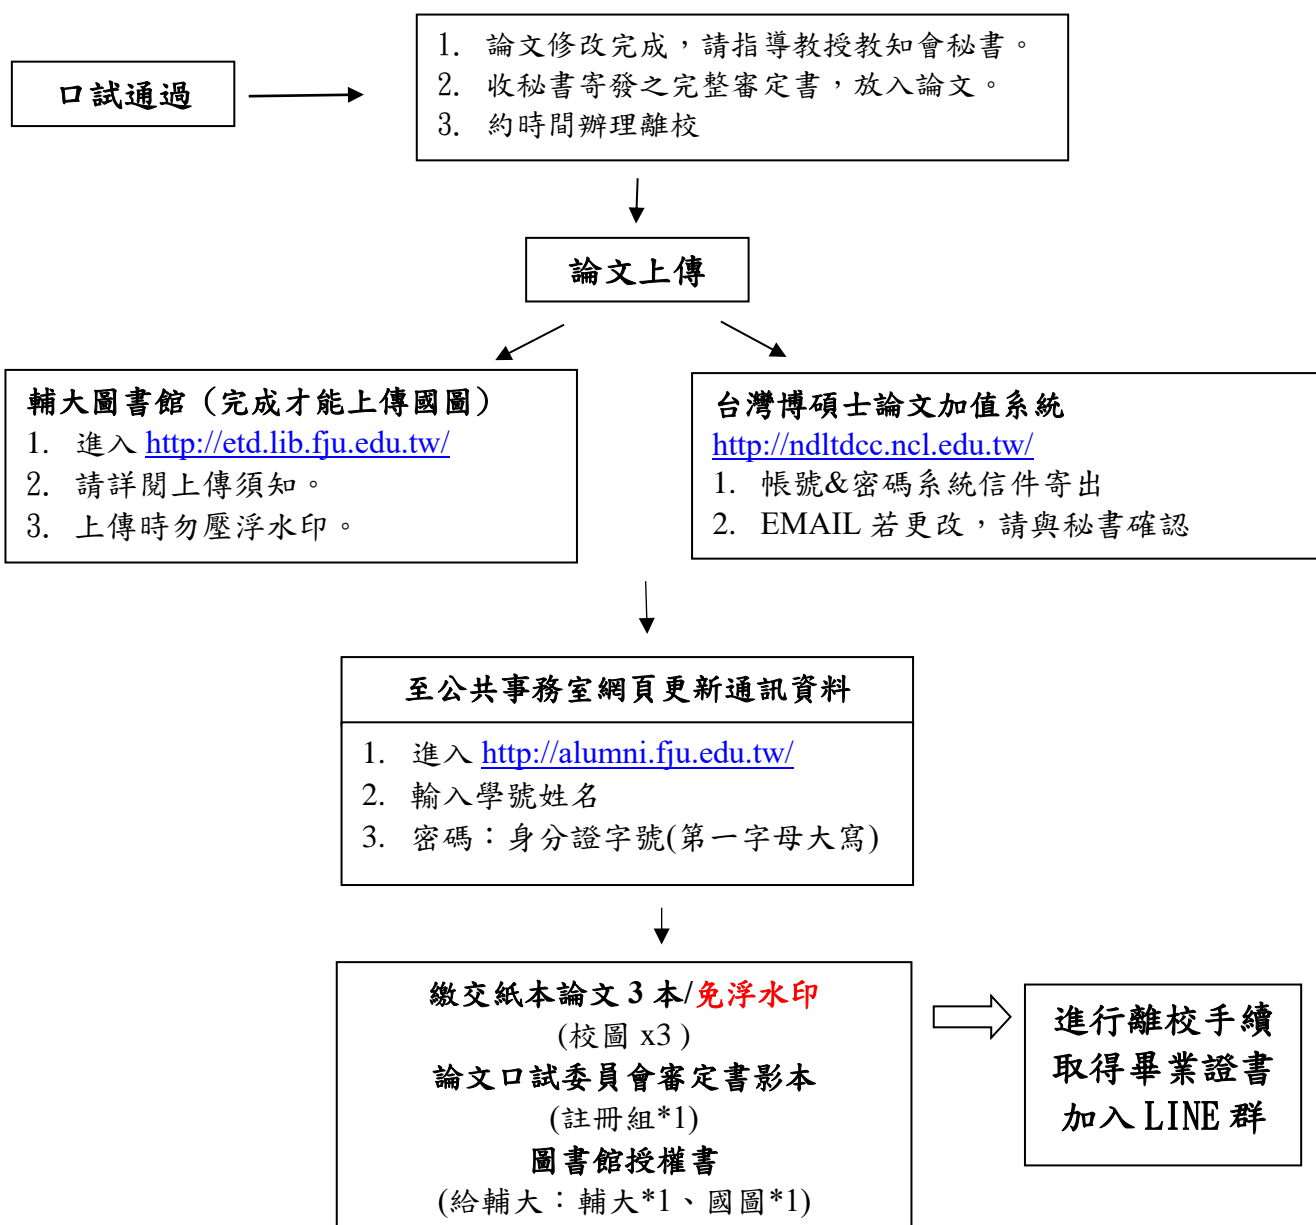 口試通過
1. 論文修改完成，請指導教授教知會秘書。
2. 收秘書寄發之完整審定書，放入論文。
3. 約時間辦理離校
論文上傳
輔大圖書館（完成才能上傳國圖）
1. 進入 http://etd.lib.fju.edu.tw/
2. 請詳閱上傳須知。
3. 上傳時勿壓浮水印。
台灣博碩士論文加值系統
http://ndltdcc.ncl.edu.tw/
1. 帳號&密碼系統信件寄出
2. EMAIL 若更改，請與秘書確認
至公共事務室網頁更新通訊資料
1. 進入 http://alumni.fju.edu.tw/
2. 輸入學號姓名
3. 密碼：身分證字號(第一字母大寫)
繳交紙本論文 3 本/免浮水印
(校圖 x3 )
論文口試委員會審定書影本
(註冊組*1)
圖書館授權書
(給輔大：輔大*1、國圖*1)
進行離校手續
取得畢業證書
加入 LINE 群